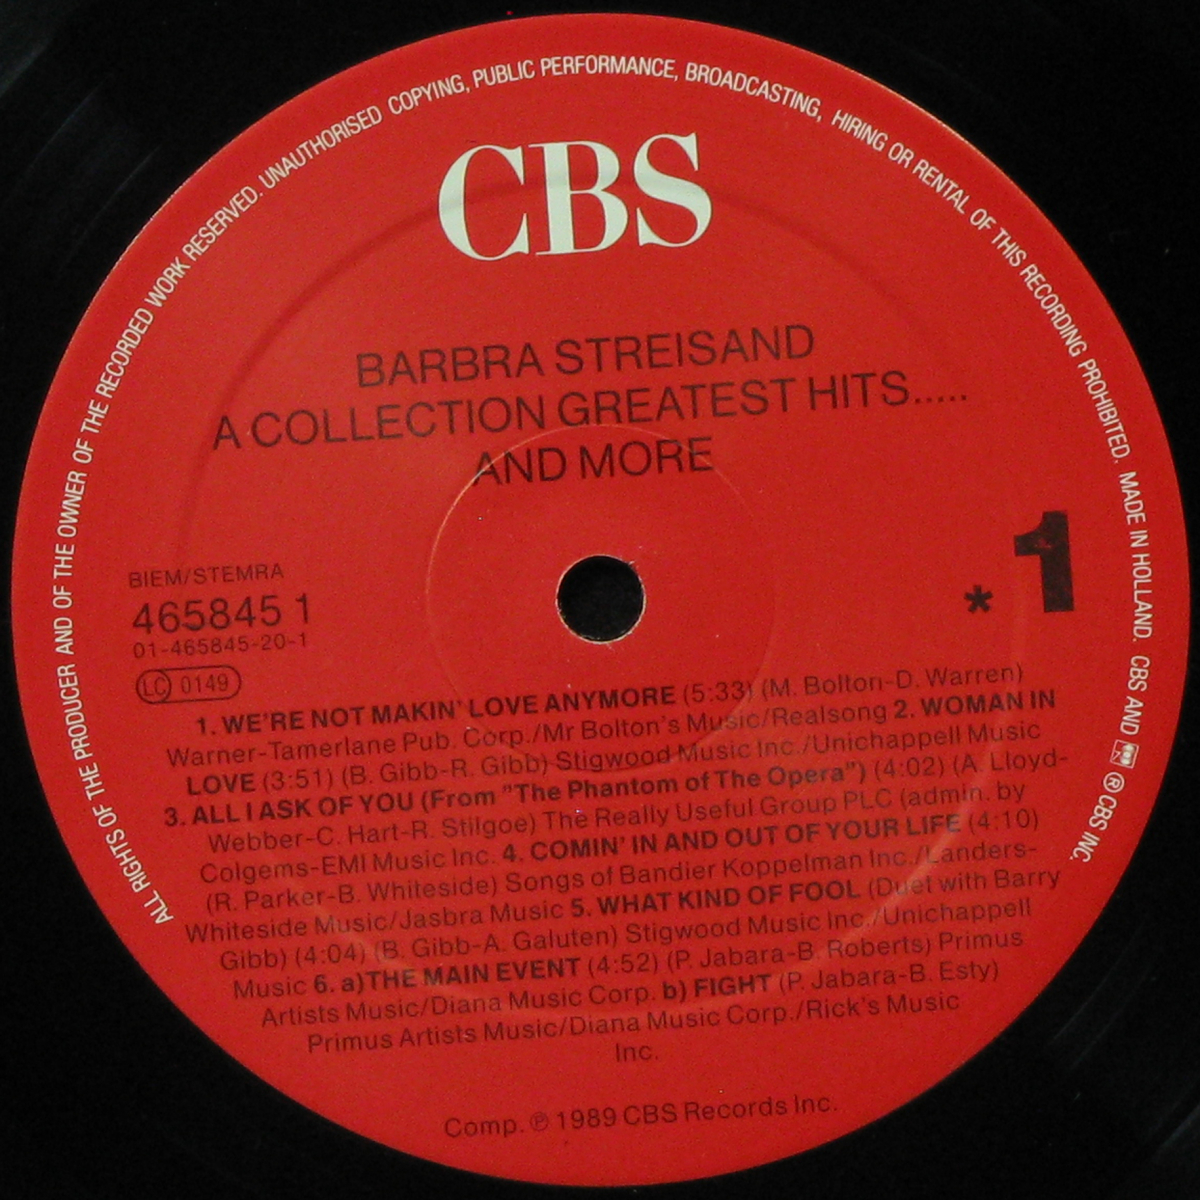 ALL RIGHTS OF THE PRODUCER AND OF THE OWNER OF THE RECORDED WORK RESERVED. UNAUTHORISED COPYING, PUBLIC PERFORMANCE, BROADCASTING, HIRING OR RENTAL OF THIS RECORDING PROHIBITED. MADE IN HOLLAND. CBS AND ® CBS INC.
CBS
BARBRA STREISAND
A COLLECTION GREATEST HITS.....
AND MORE
BIEM/STEMRA
465845 1
01-465845-20-1
LC 0149
* 1
1. WE'RE NOT MAKIN' LOVE ANYMORE (5:33) (M. Bolton-D. Warren)
Warner-Tamerlane Pub. Corp./Mr Bolton's Music/Realsong 2. WOMAN IN
LOVE (3:51) (B. Gibb-R. Gibb) Stigwood Music Inc./Unichappell Music
3. ALL I ASK OF YOU (From "The Phantom of The Opera") (4:02) (A. Lloyd-
Webber-C. Hart-R. Stilgoe) The Really Useful Group PLC (admin. by
Colgems-EMI Music Inc. 4. COMIN' IN AND OUT OF YOUR LIFE (4:10)
(R. Parker-B. Whiteside) Songs of Bandier Koppelman Inc./Landers-
Whiteside Music/Jasbra Music 5. WHAT KIND OF FOOL (Duet with Barry
Gibb) (4:04) (B. Gibb-A. Galuten) Stigwood Music Inc./Unichappell
Music 6. a)THE MAIN EVENT (4:52) (P. Jabara-B. Roberts) Primus
Artists Music/Diana Music Corp. b) FIGHT (P. Jabara-B. Esty)
Primus Artists Music/Diana Music Corp./Rick's Music
Inc.
Comp. ℗ 1989 CBS Records Inc.